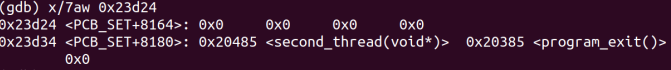 (gdb) x/7aw 0x23d24
0x23d24 <PCB_SET+8164>: 0x0 0x0 0x0 0x0
0x23d34 <PCB_SET+8180>: 0x20485 <second_thread(void*)> 0x20385 <program_exit()>
0x0